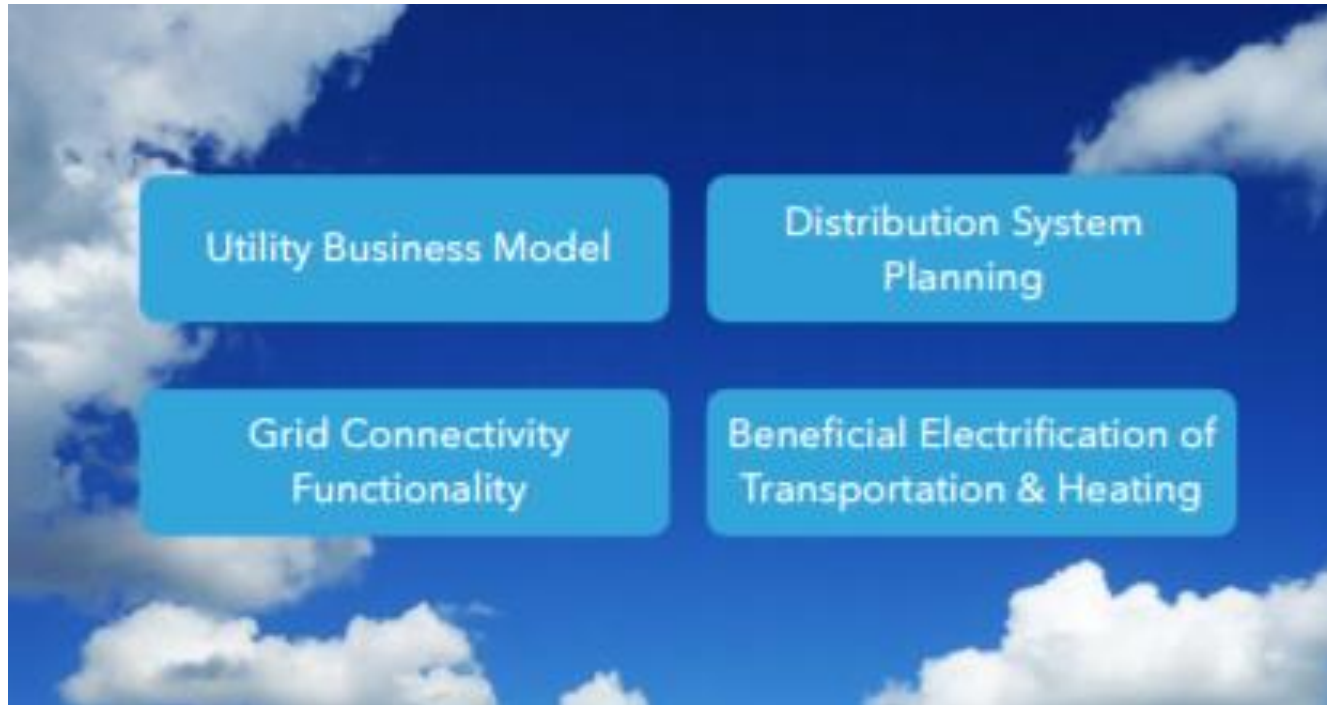 Utility Business Model
Distribution System
Planning
Grid Connectivity
Functionality
Beneficial Electrification of
Transportation & Heating